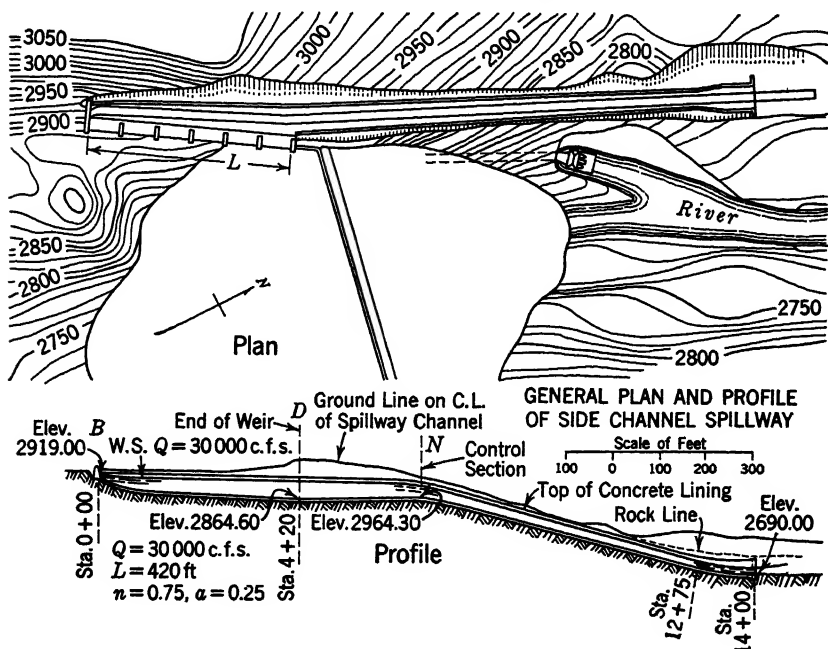 3050
3000
2950
2900
3000
2950
2900
2850
2800
L
River
2850
2800
2750
N
Plan
2750
2800
GENERAL PLAN AND PROFILE
OF SIDE CHANNEL SPILLWAY
Scale of Feet
100 0 100 200 300
Elev.
2919.00
B
W.S. Q = 30 000 c.f.s.
End of Weir
D
Ground Line on C.L.
of Spillway Channel
N
Control
Section
Top of Concrete Lining
Rock Line
Elev.
2690.00
Elev. 2864.60
Elev. 2964.30
Sta. 0 + 00
Q = 30 000 c.f.s.
L = 420 ft
n = 0.75, a = 0.25
Sta. 4 + 20
Profile
Sta.
12 + 75
Sta.
14 + 00